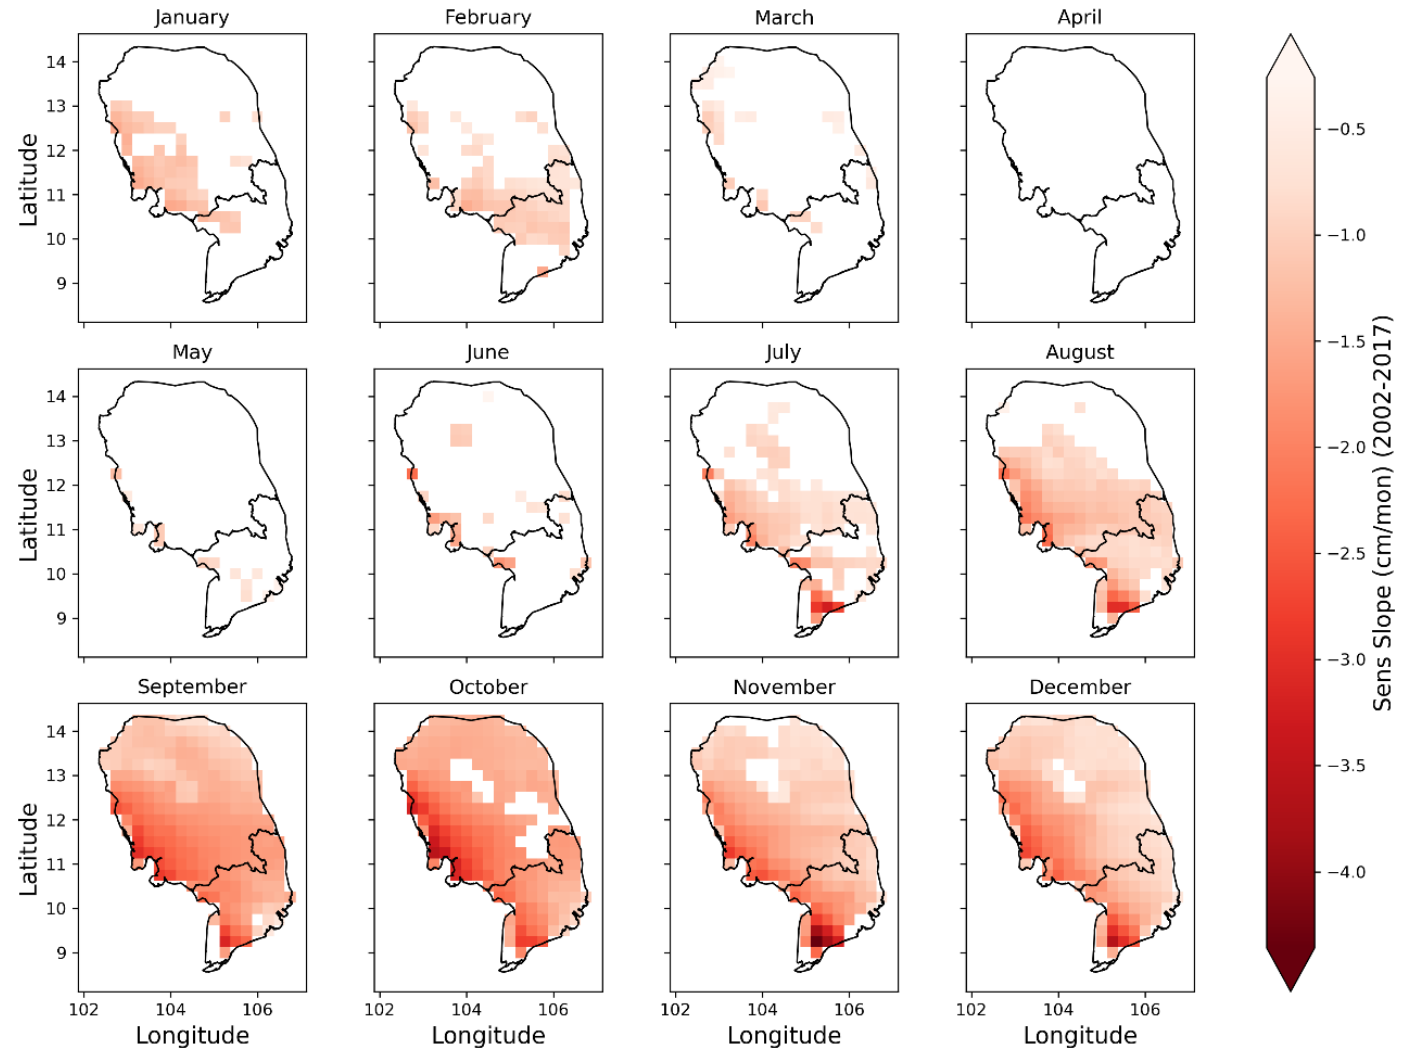 January February March April
14
13
12
11
10
9
Latitude
May June July August
14
13
12
11
10
9
Latitude
September October November December
14
13
12
11
10
9
Latitude
102 104 106 102 104 106 102 104 106 102 104 106
Longitude Longitude Longitude Longitude
−0.5
−1.0
−1.5
−2.0
−2.5
−3.0
−3.5
−4.0
Sens Slope (cm/mon) (2002-2017)